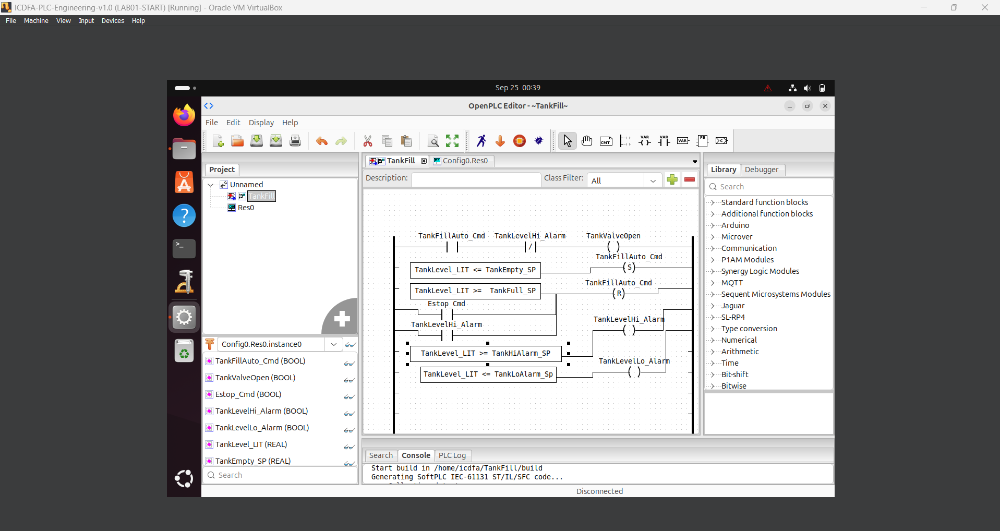 ICDFA-PLC-Engineering-v1.0 (LAB01-START) [Running] - Oracle VM VirtualBox
File Machine View Input Devices Help
Sep 25 00:39
OpenPLC Editor - ~TankFill~
File Edit Display Help
CMT VAR VAR VAR FB C
Project
Unnamed
TankFill
Res0
TankFill Config0.Res0
Description: Class Filter: All
TankFillAuto_Cmd TankLevelHi_Alarm TankValveOpen
TankFillAuto_Cmd
TankLevel_LIT <= TankEmpty_SP
S
TankFillAuto_Cmd
TankLevel_LIT >= TankFull_SP
R
Estop_Cmd
TankLevelHi_Alarm
TankLevelHi_Alarm
TankLevel_LIT >= TankHiAlarm_SP
TankLevelLo_Alarm
TankLevel_LIT <= TankLoAlarm_Sp
Library Debugger
Search
Standard function blocks
Additional function blocks
Arduino
Microver
Communication
P1AM Modules
Synergy Logic Modules
MQTT
Sequent Microsystems Modules
Jaguar
SL-RP4
Type conversion
Numerical
Arithmetic
Time
Bit-shift
Bitwise
Config0.Res0.instance0
TankFillAuto_Cmd (BOOL)
TankValveOpen (BOOL)
Estop_Cmd (BOOL)
TankLevelHi_Alarm (BOOL)
TankLevelLo_Alarm (BOOL)
TankLevel_LIT (REAL)
TankEmpty_SP (REAL)
Search
Search Console PLC Log
Start build in /home/icdfa/TankFill/build
Generating SoftPLC IEC-61131 ST/IL/SFC code...
Disconnected